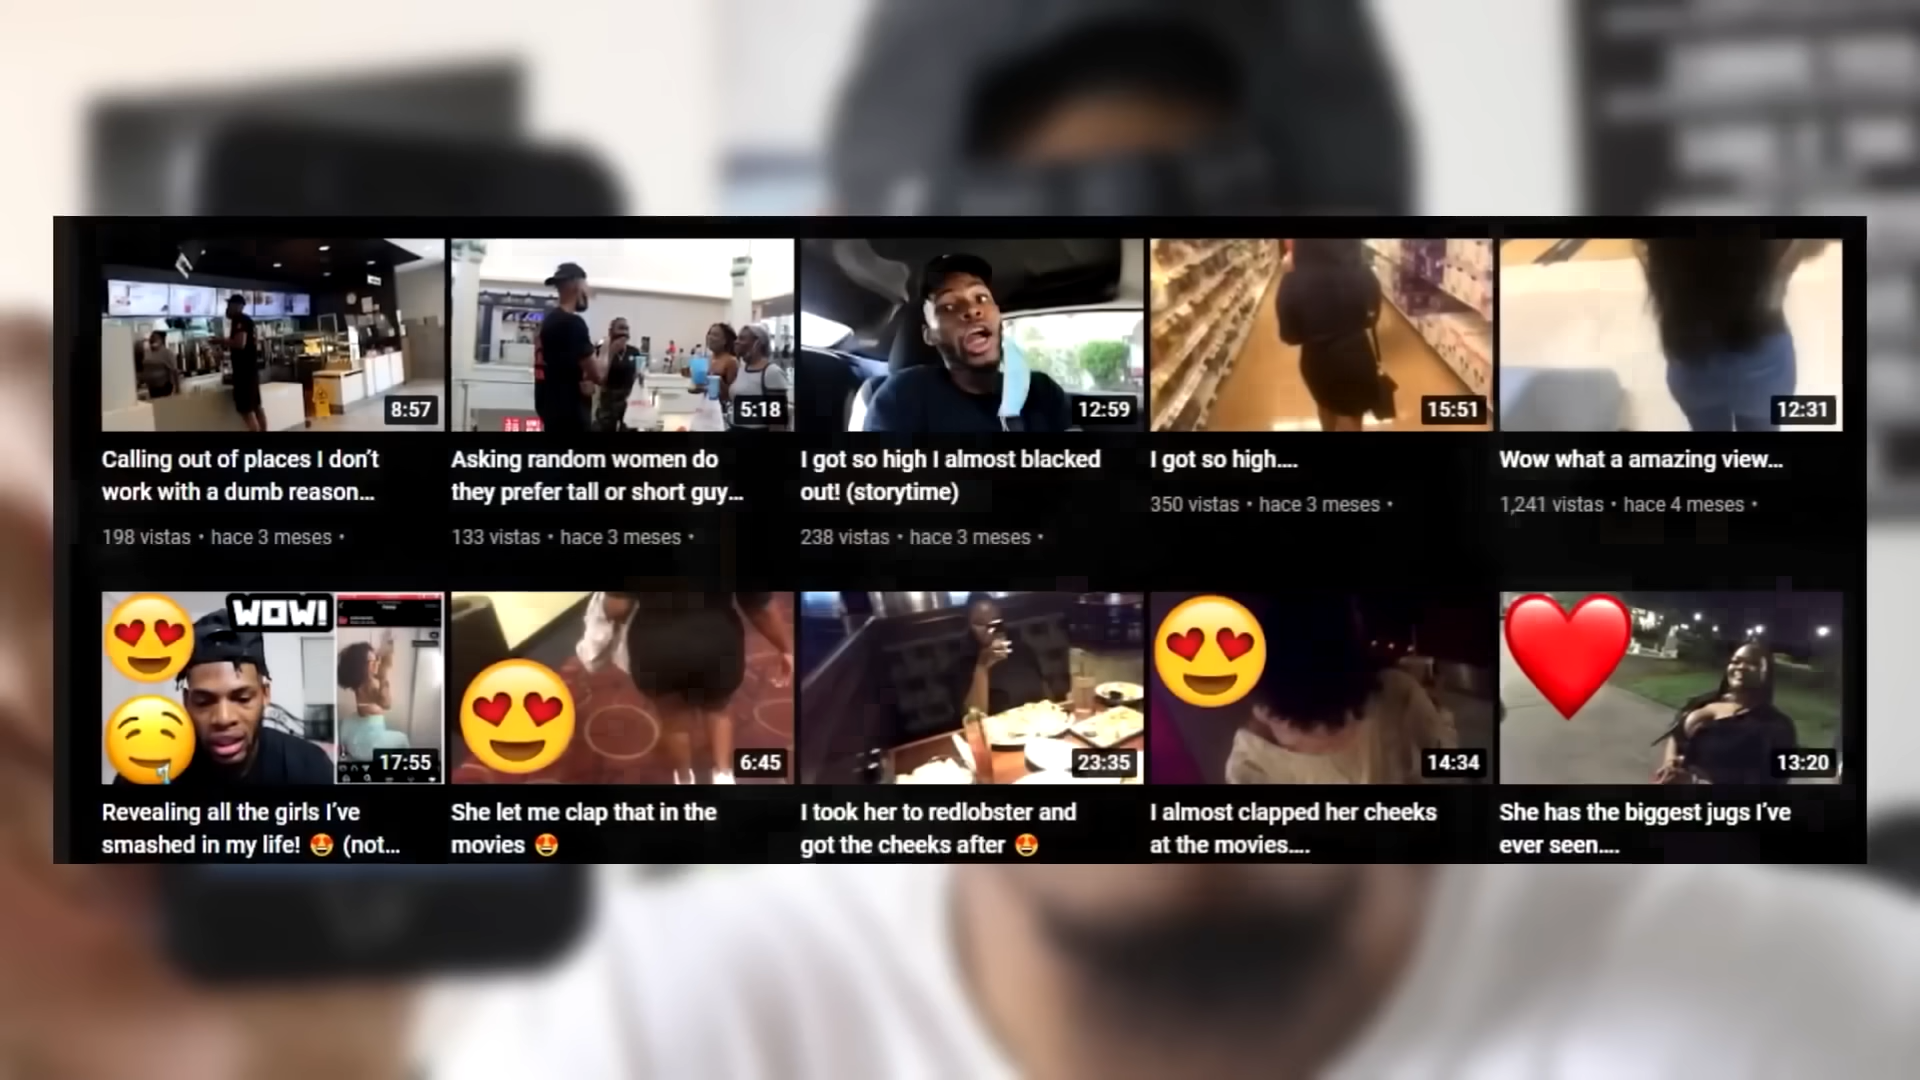 8:57
5:18
12:59
15:51
12:31
Calling out of places I don't
work with a dumb reason...
198 vistas • hace 3 meses •
Asking random women do
they prefer tall or short guy...
133 vistas • hace 3 meses •
I got so high I almost blacked
out! (storytime)
238 vistas • hace 3 meses •
I got so high....
350 vistas • hace 3 meses •
Wow what a amazing view...
1,241 vistas • hace 4 meses •
WOW!
17:55
6:45
23:35
14:34
13:20
Revealing all the girls I've
smashed in my life! 🤩 (not...
She let me clap that in the
movies 🤩
I took her to redlobster and
got the cheeks after 🤩
I almost clapped her cheeks
at the movies....
She has the biggest jugs I've
ever seen....